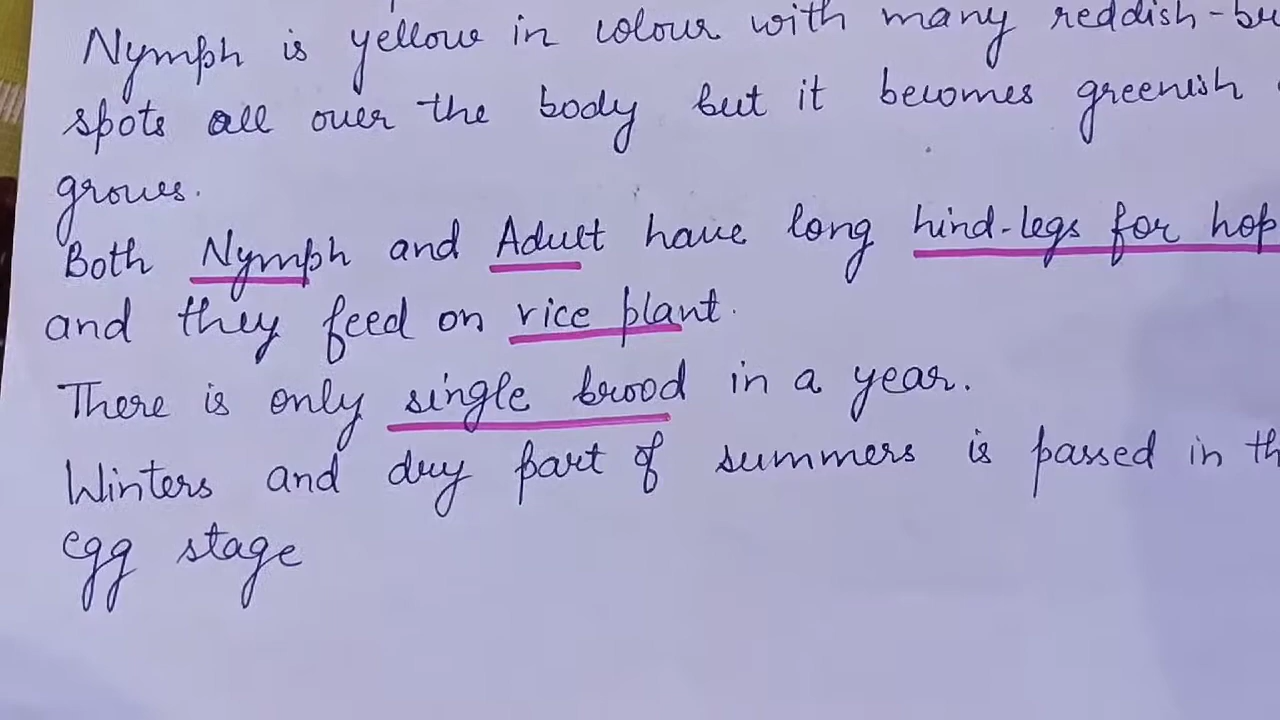 Nymph is yellow in colour with many reddish-
spots all over the body but it becomes greenish
grows.
Both Nymph and Adult have long hind-legs for hop
and they feed on rice plant.
There is only single brood in a year.
Winters and dry part of summers is passed in th
egg stage